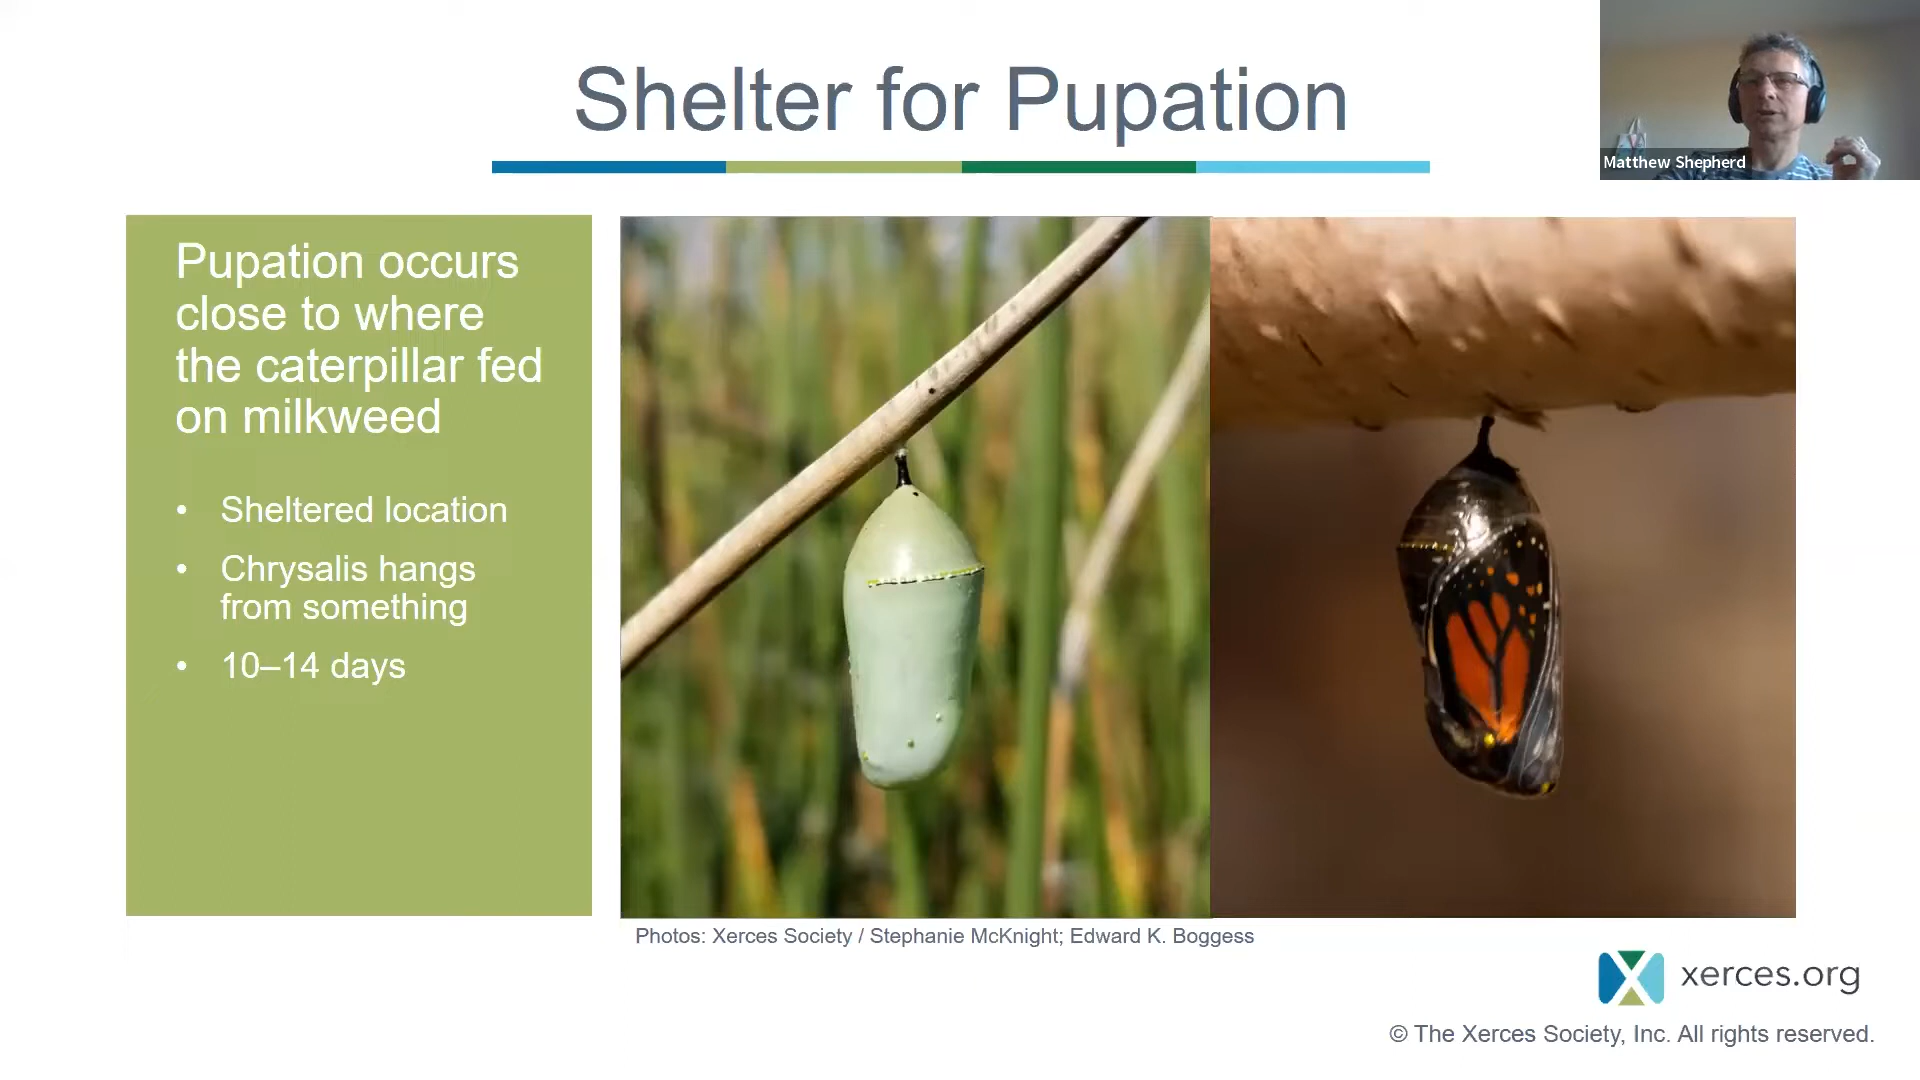 Shelter for Pupation
Matthew Shepherd
Pupation occurs
close to where
the caterpillar fed
on milkweed
• Sheltered location
• Chrysalis hangs
from something
• 10–14 days
Photos: Xerces Society / Stephanie McKnight; Edward K. Boggess
xerces.org
© The Xerces Society, Inc. All rights reserved.